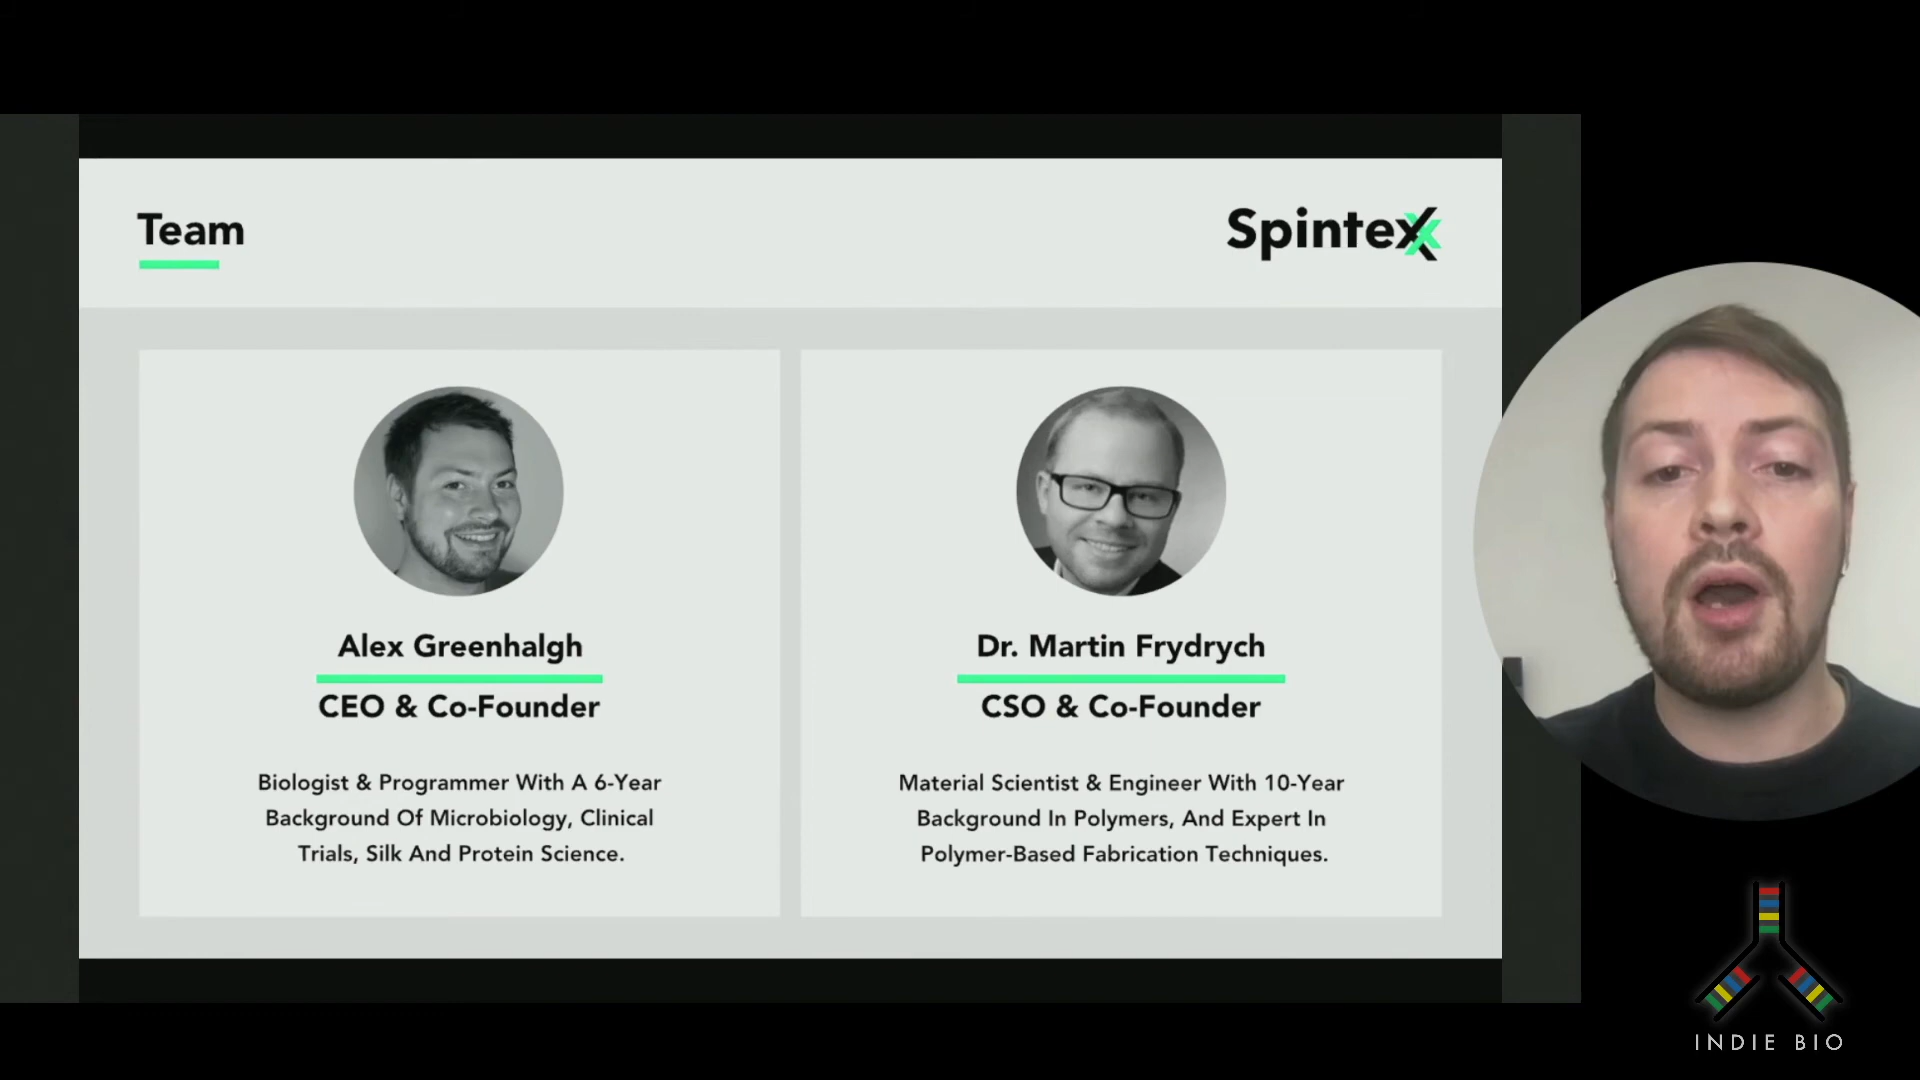 Team
Spintex
Alex Greenhalgh
CEO & Co-Founder
Biologist & Programmer With A 6-Year
Background Of Microbiology, Clinical
Trials, Silk And Protein Science.
Dr. Martin Frydrych
CSO & Co-Founder
Material Scientist & Engineer With 10-Year
Background In Polymers, And Expert In
Polymer-Based Fabrication Techniques.
INDIE BIO